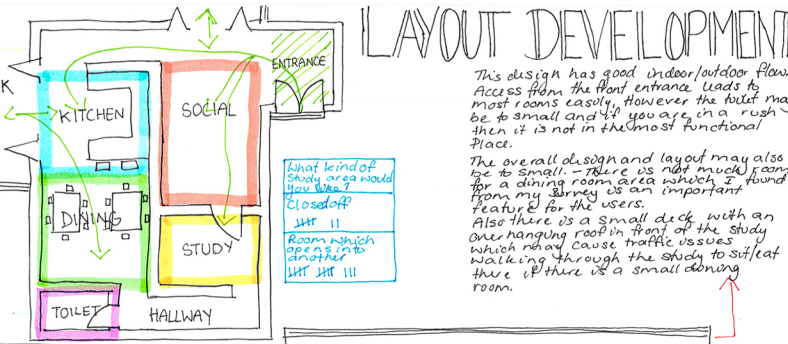 LAYOUT DEVELOPMENT
ENTRANCE
KITCHEN
SOCIAL
DINING
STUDY
TOILET
HALLWAY
What kind of
Study area would
you like?
Closed off
Room which
opens into
another
This design has good indoor/outdoor flow.
Access from the front entrance leads to
most rooms easily, However the toilet ma
be to small and if you are in a rush
then it is not in the most functional
Place.
The overall design and layout may also
be to small. - There is not much room
for a dining room area which I found
from my survey is an important
feature for the users.
Also there is a small deck with an
over hanging roof in front of the study
which may cause traffic issues
walking through the study to sit/eat
there if there is a small dinning
room.